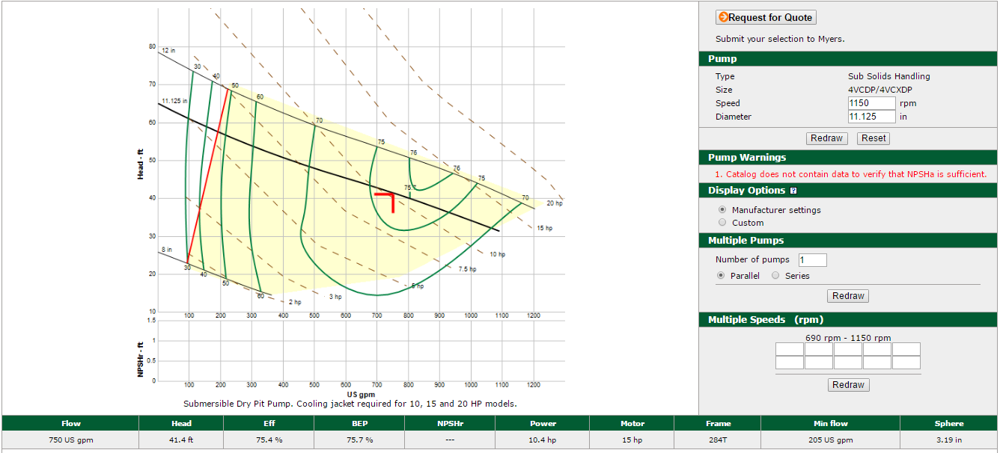 80
70
60
50
40
30
20
10
Head - ft
12 in
11.125 in
8 in
30
40
50
60
70
75
76
76
75
70
75.7
30
40
50
60
2 hp
3 hp
5 hp
7.5 hp
10 hp
15 hp
20 hp
100 200 300 400 500 600 700 800 900 1000 1100 1200
1.5
1
0.5
0
NPSHr - ft
100 200 300 400 500 600 700 800 900 1000 1100 1200
US gpm
Submersible Dry Pit Pump. Cooling jacket required for 10, 15 and 20 HP models.
Request for Quote
Submit your selection to Myers.
Pump
Type Sub Solids Handling
Size 4VCDP/4VCXDP
Speed 1150 rpm
Diameter 11.125 in
Redraw Reset
Pump Warnings
1. Catalog does not contain data to verify that NPSHa is sufficient.
Display Options ?
Manufacturer settings
Custom
Multiple Pumps
Number of pumps 1
Parallel Series
Redraw
Multiple Speeds (rpm)
690 rpm - 1150 rpm
Redraw
Flow Head Eff BEP NPSHr Power Motor Frame Min flow Sphere
750 US gpm 41.4 ft 75.4 % 75.7 % --- 10.4 hp 15 hp 284T 205 US gpm 3.19 in